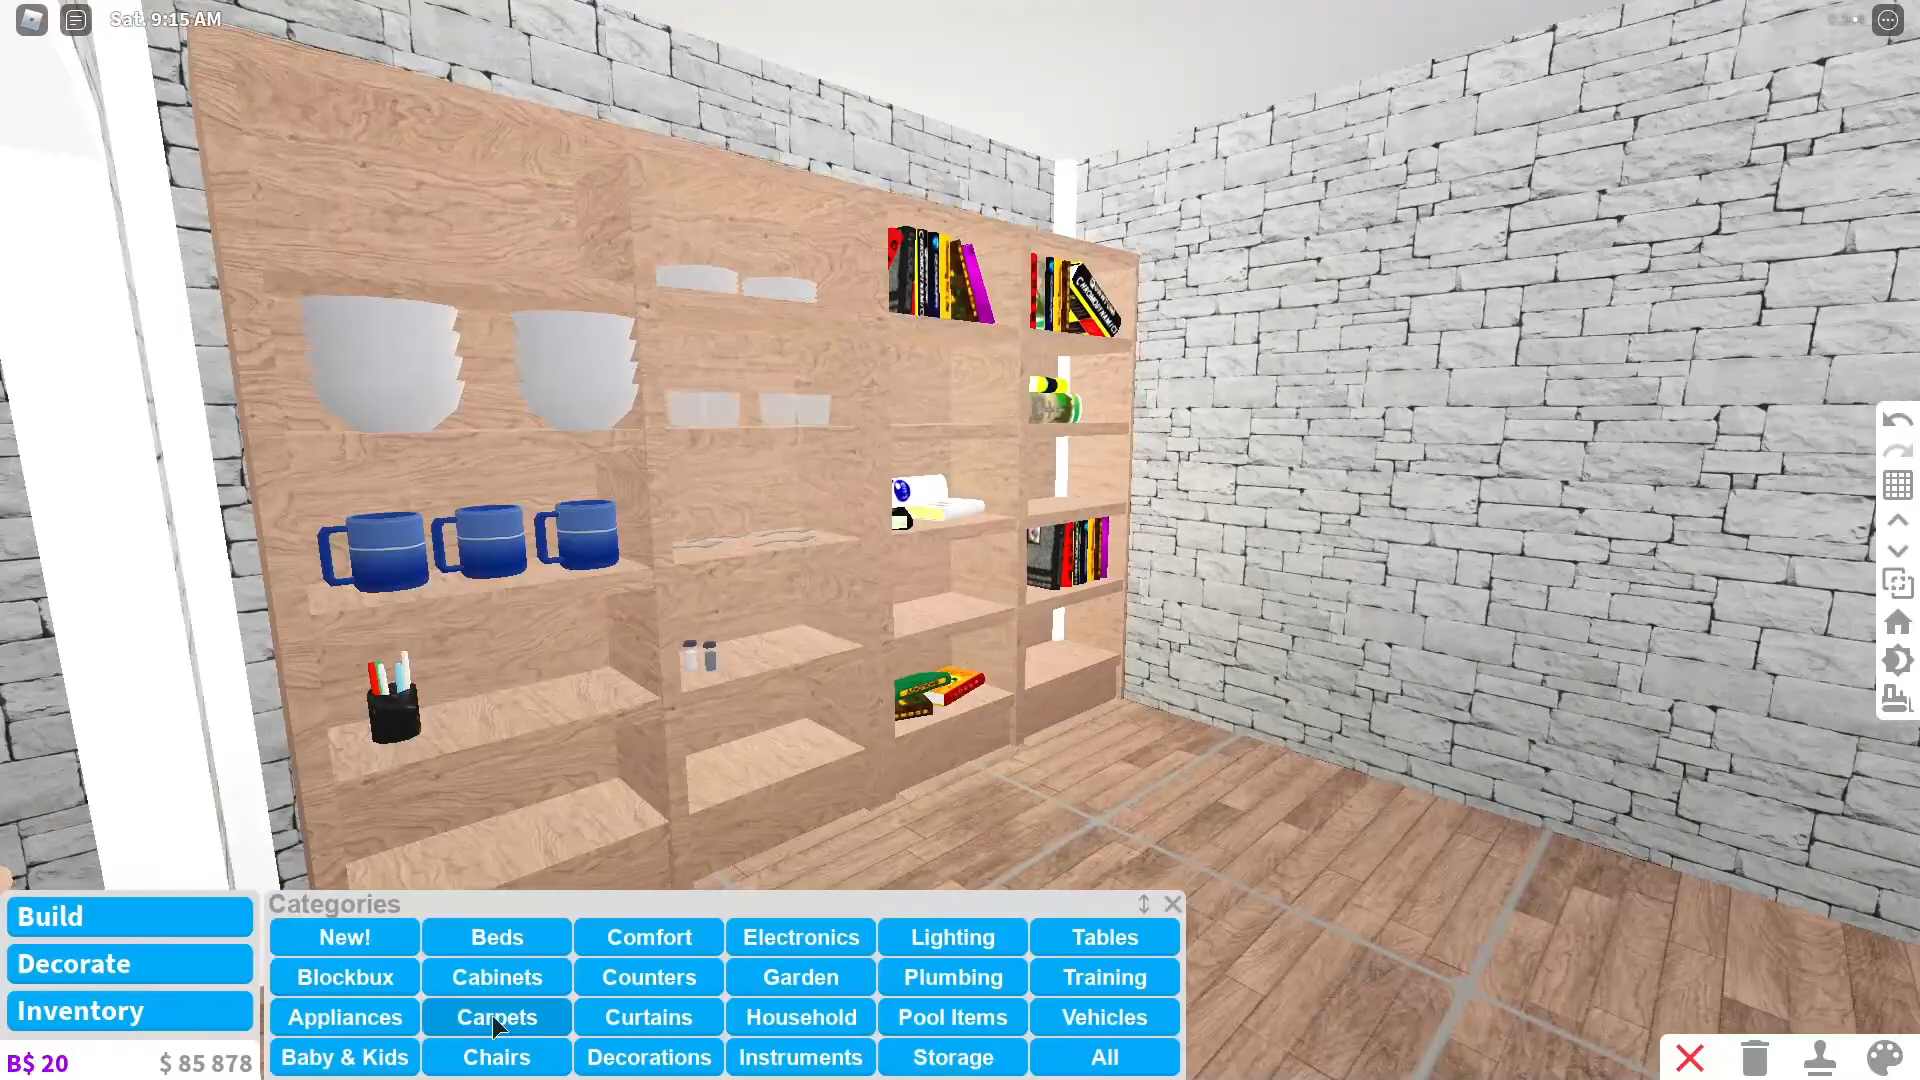 Sat. 9:15 AM
Build
Decorate
Inventory
B$ 20
$ 85 878
Categories
New!
Beds
Comfort
Electronics
Lighting
Tables
Blockbux
Cabinets
Counters
Garden
Plumbing
Training
Appliances
Carpets
Curtains
Household
Pool Items
Vehicles
Baby & Kids
Chairs
Decorations
Instruments
Storage
All